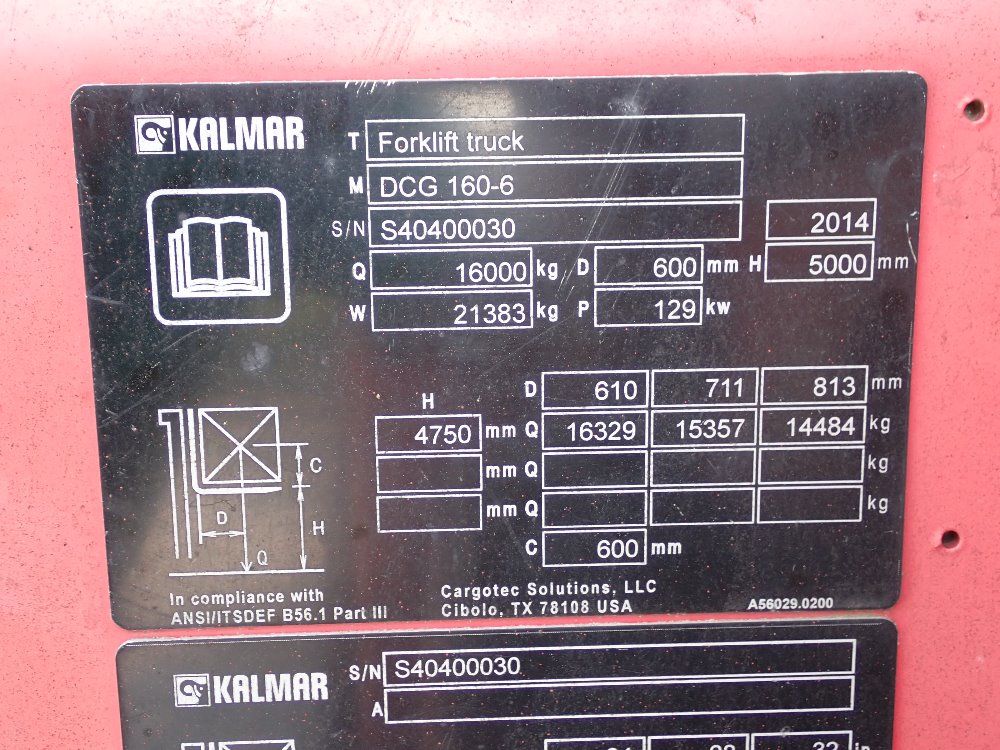 KALMAR
T Forklift truck
M DCG 160-6
S/N S40400030 2014
Q 16000 kg D 600 mm H 5000 mm
W 21383 kg P 129 kw
H D 610 711 813 mm
4750 mm Q 16329 15357 14484 kg
mm Q kg
mm Q kg
C 600 mm
C
D
H
Q
In compliance with
ANSI/ITSDEF B56.1 Part III
Cargotec Solutions, LLC
Cibolo, TX 78108 USA
A56029.0200
KALMAR
S/N S40400030
A